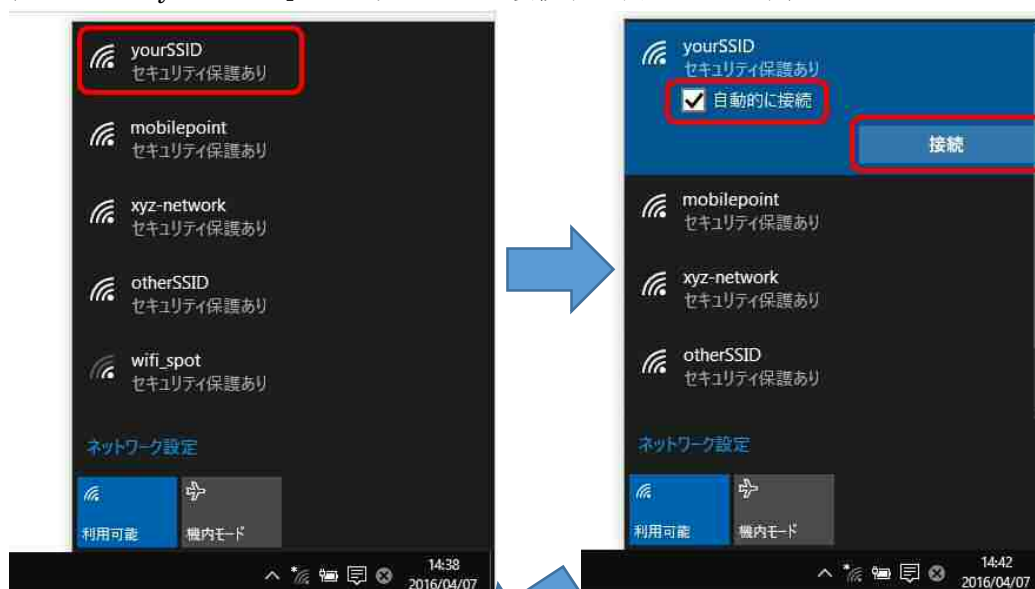 yourSSID
セキュリティ保護あり
mobilepoint
セキュリティ保護あり
xyz-network
セキュリティ保護あり
otherSSID
セキュリティ保護あり
wifi_spot
セキュリティ保護あり
ネットワーク設定
利用可能
機内モード
14:38
2016/04/07
yourSSID
セキュリティ保護あり
自動的に接続
接続
mobilepoint
セキュリティ保護あり
xyz-network
セキュリティ保護あり
otherSSID
セキュリティ保護あり
ネットワーク設定
利用可能
機内モード
14:42
2016/04/07